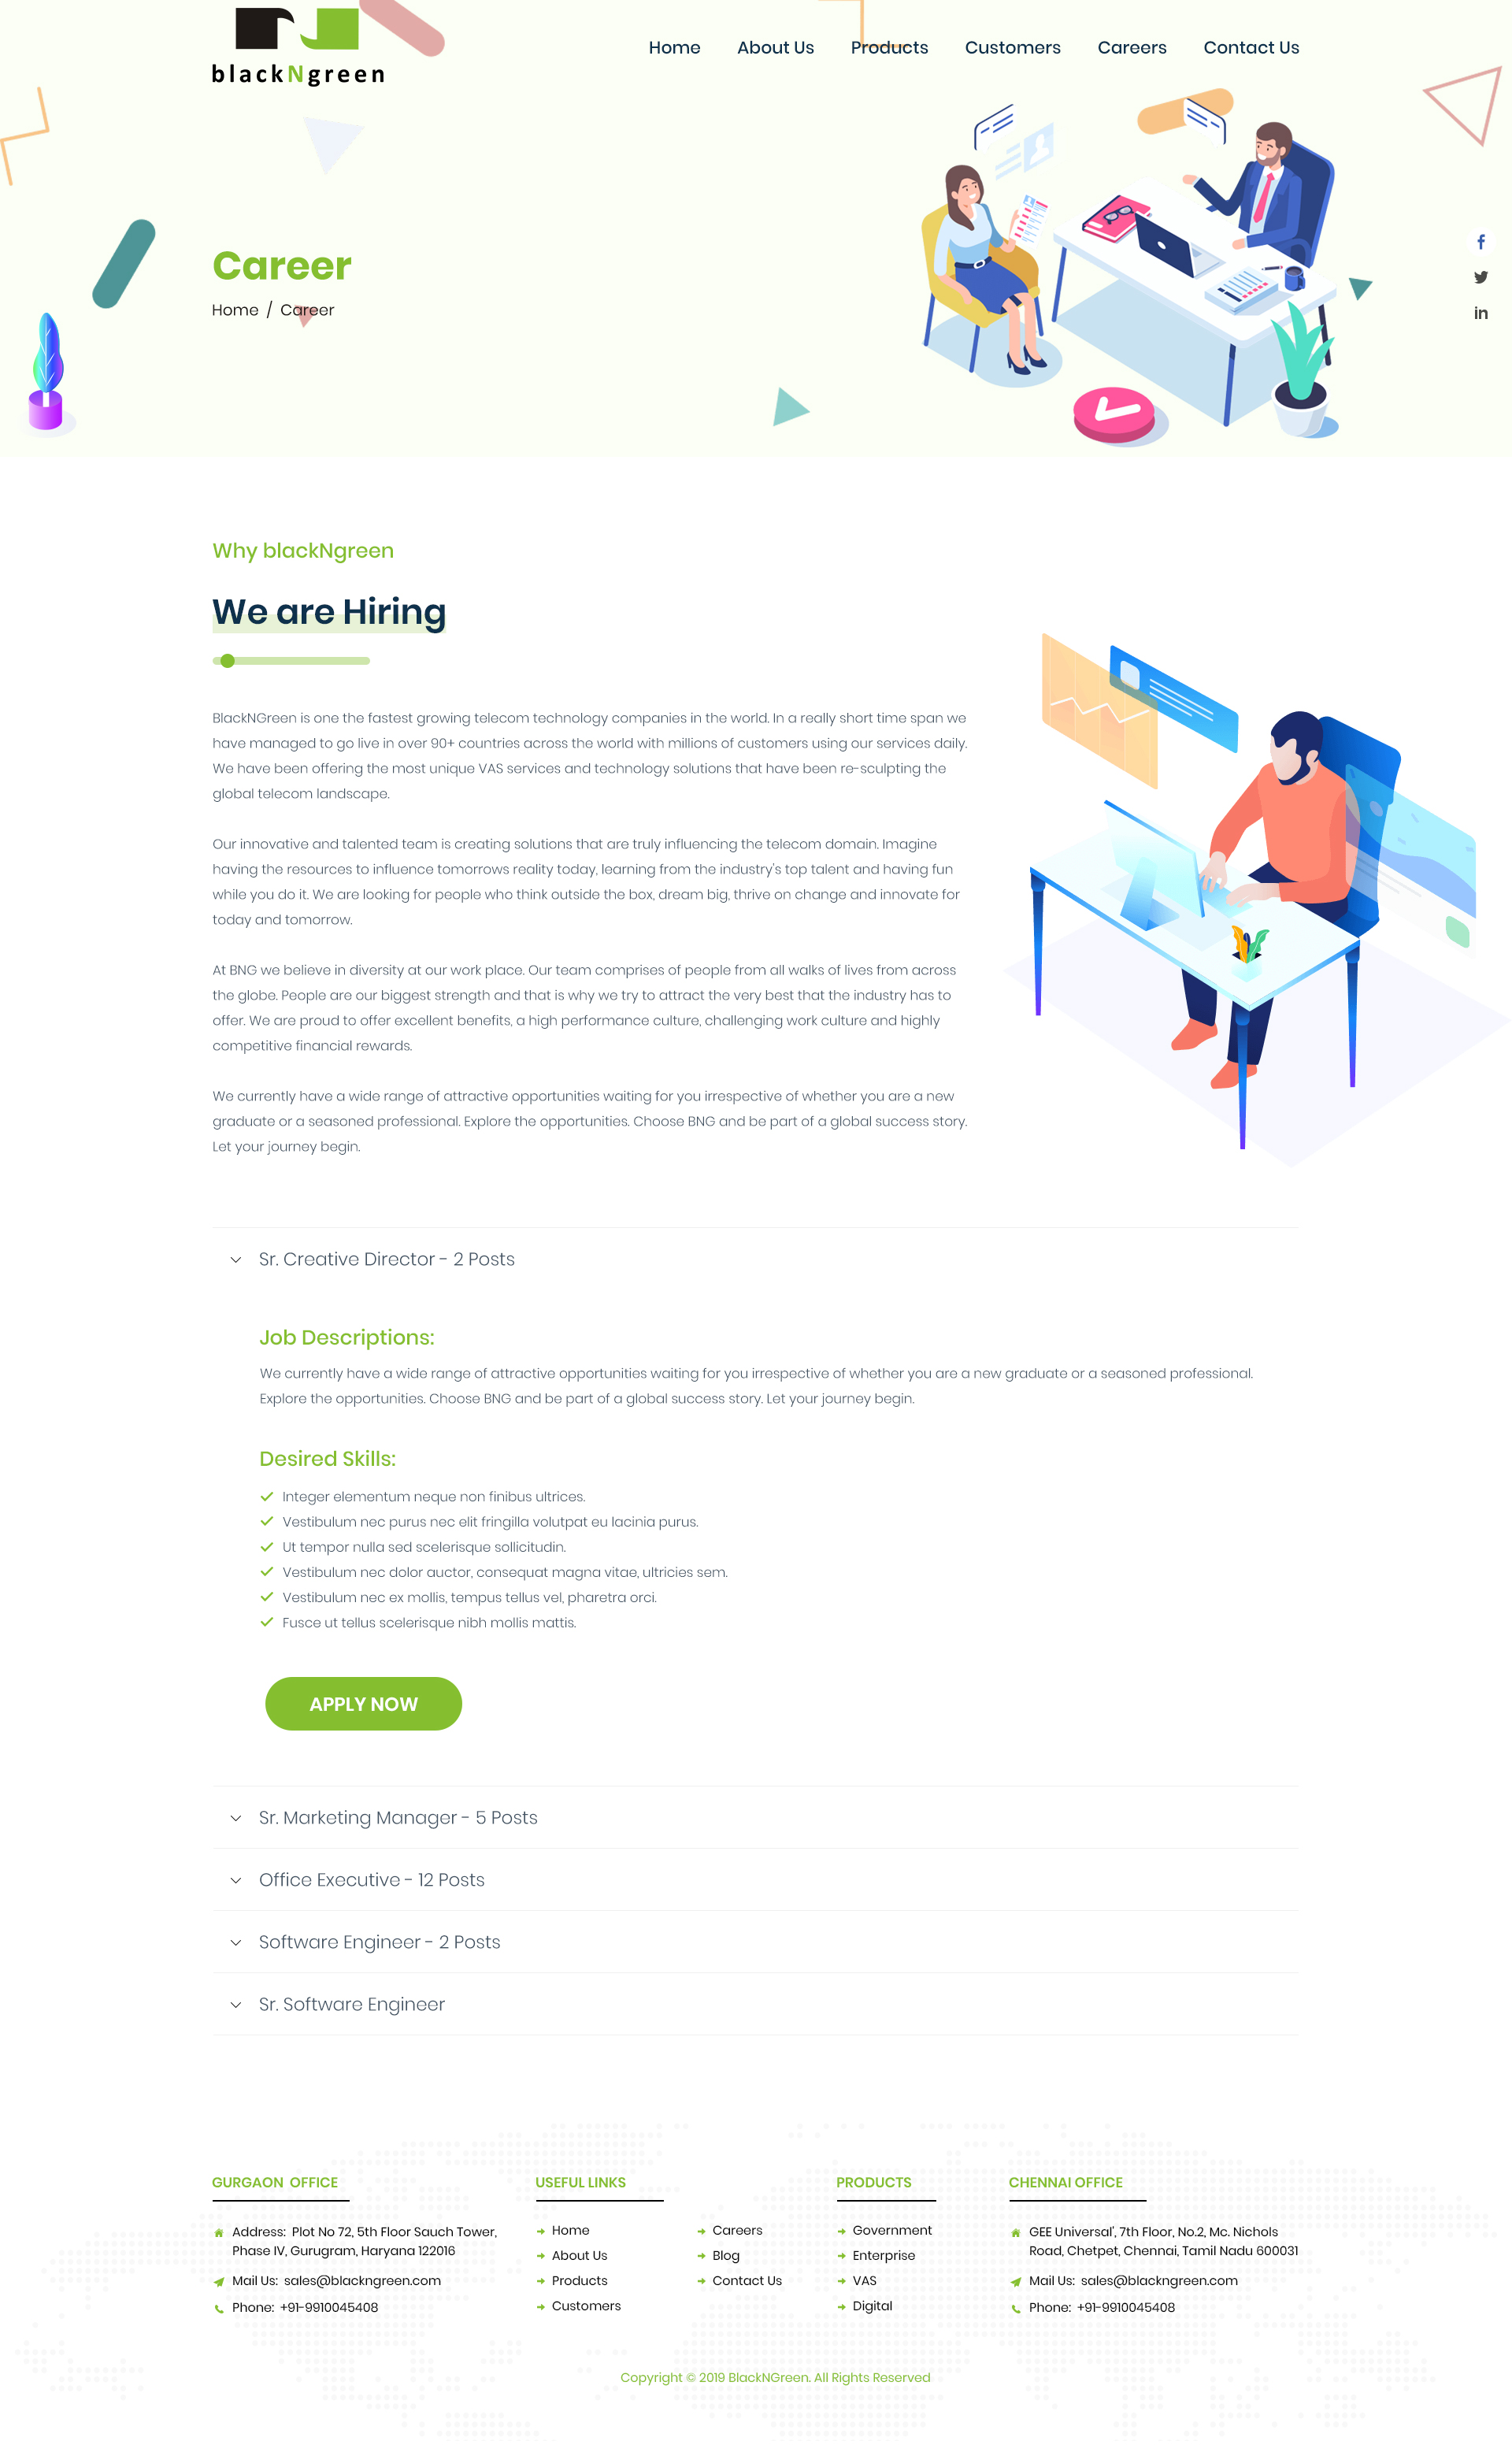 blackNgreen
Home About Us Products Customers Careers Contact Us
Career
Home / Career
Why blackNgreen
We are Hiring
BlackNGreen is one the fastest growing telecom technology companies in the world. In a really short time span we
have managed to go live in over 90+ countries across the world with millions of customers using our services daily.
We have been offering the most unique VAS services and technology solutions that have been re-sculpting the
global telecom landscape.
Our innovative and talented team is creating solutions that are truly influencing the telecom domain. Imagine
having the resources to influence tomorrows reality today, learning from the industry's top talent and having fun
while you do it. We are looking for people who think outside the box, dream big, thrive on change and innovate for
today and tomorrow.
At BNG we believe in diversity at our work place. Our team comprises of people from all walks of lives from across
the globe. People are our biggest strength and that is why we try to attract the very best that the industry has to
offer. We are proud to offer excellent benefits, a high performance culture, challenging work culture and highly
competitive financial rewards.
We currently have a wide range of attractive opportunities waiting for you irrespective of whether you are a new
graduate or a seasoned professional. Explore the opportunities. Choose BNG and be part of a global success story.
Let your journey begin.
Sr. Creative Director - 2 Posts
Job Descriptions:
We currently have a wide range of attractive opportunities waiting for you irrespective of whether you are a new graduate or a seasoned professional.
Explore the opportunities. Choose BNG and be part of a global success story. Let your journey begin.
Desired Skills:
Integer elementum neque non finibus ultrices.
Vestibulum nec purus nec elit fringilla volutpat eu lacinia purus.
Ut tempor nulla sed scelerisque sollicitudin.
Vestibulum nec dolor auctor, consequat magna vitae, ultricies sem.
Vestibulum nec ex mollis, tempus tellus vel, pharetra orci.
Fusce ut tellus scelerisque nibh mollis mattis.
APPLY NOW
Sr. Marketing Manager - 5 Posts
Office Executive - 12 Posts
Software Engineer - 2 Posts
Sr. Software Engineer
GURGAON OFFICE
Address: Plot No 72, 5th Floor Sauch Tower,
Phase IV, Gurugram, Haryana 122016
Mail Us: sales@blackngreen.com
Phone: +91-9910045408
USEFUL LINKS
Home
About Us
Products
Customers
Careers
Blog
Contact Us
PRODUCTS
Government
Enterprise
VAS
Digital
CHENNAI OFFICE
GEE Universal', 7th Floor, No.2, Mc. Nichols
Road, Chetpet, Chennai, Tamil Nadu 600031
Mail Us: sales@blackngreen.com
Phone: +91-9910045408
Copyright © 2019 BlackNGreen. All Rights Reserved